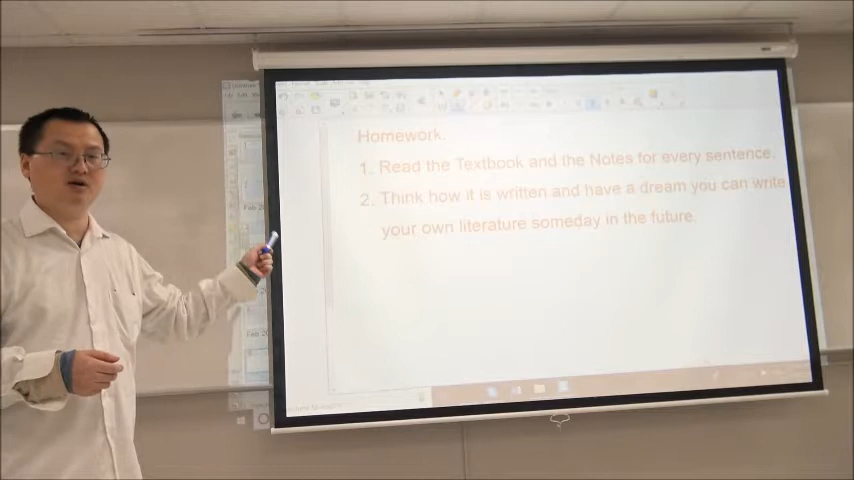 Homework.
1. Read the Textbook and the Notes for every sentence.
2. Think how it is written and have a dream you can write
your own literature someday in the future.